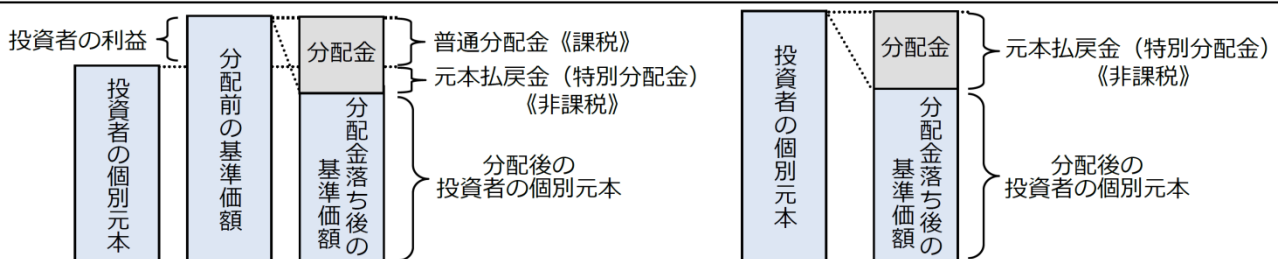 投資者の利益
投資者の個別元本
分配前の基準価額
分配金
分配金落ち後の
基準価額
普通分配金《課税》
元本払戻金（特別分配金）
《非課税》
分配後の
投資者の個別元本
投資者の個別元本
分配金
分配金落ち後の
基準価額
元本払戻金（特別分配金）
《非課税》
分配後の
投資者の個別元本